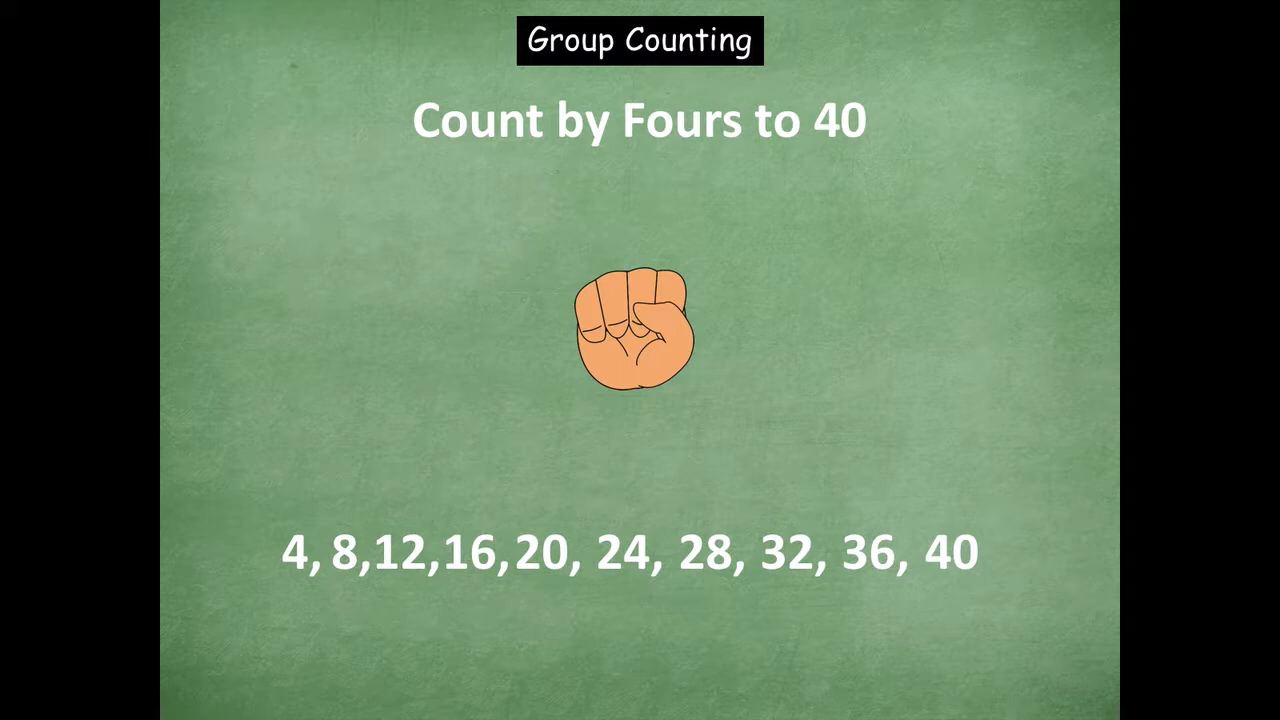 Group Counting
Count by Fours to 40
4, 8,12,16,20, 24, 28, 32, 36, 40